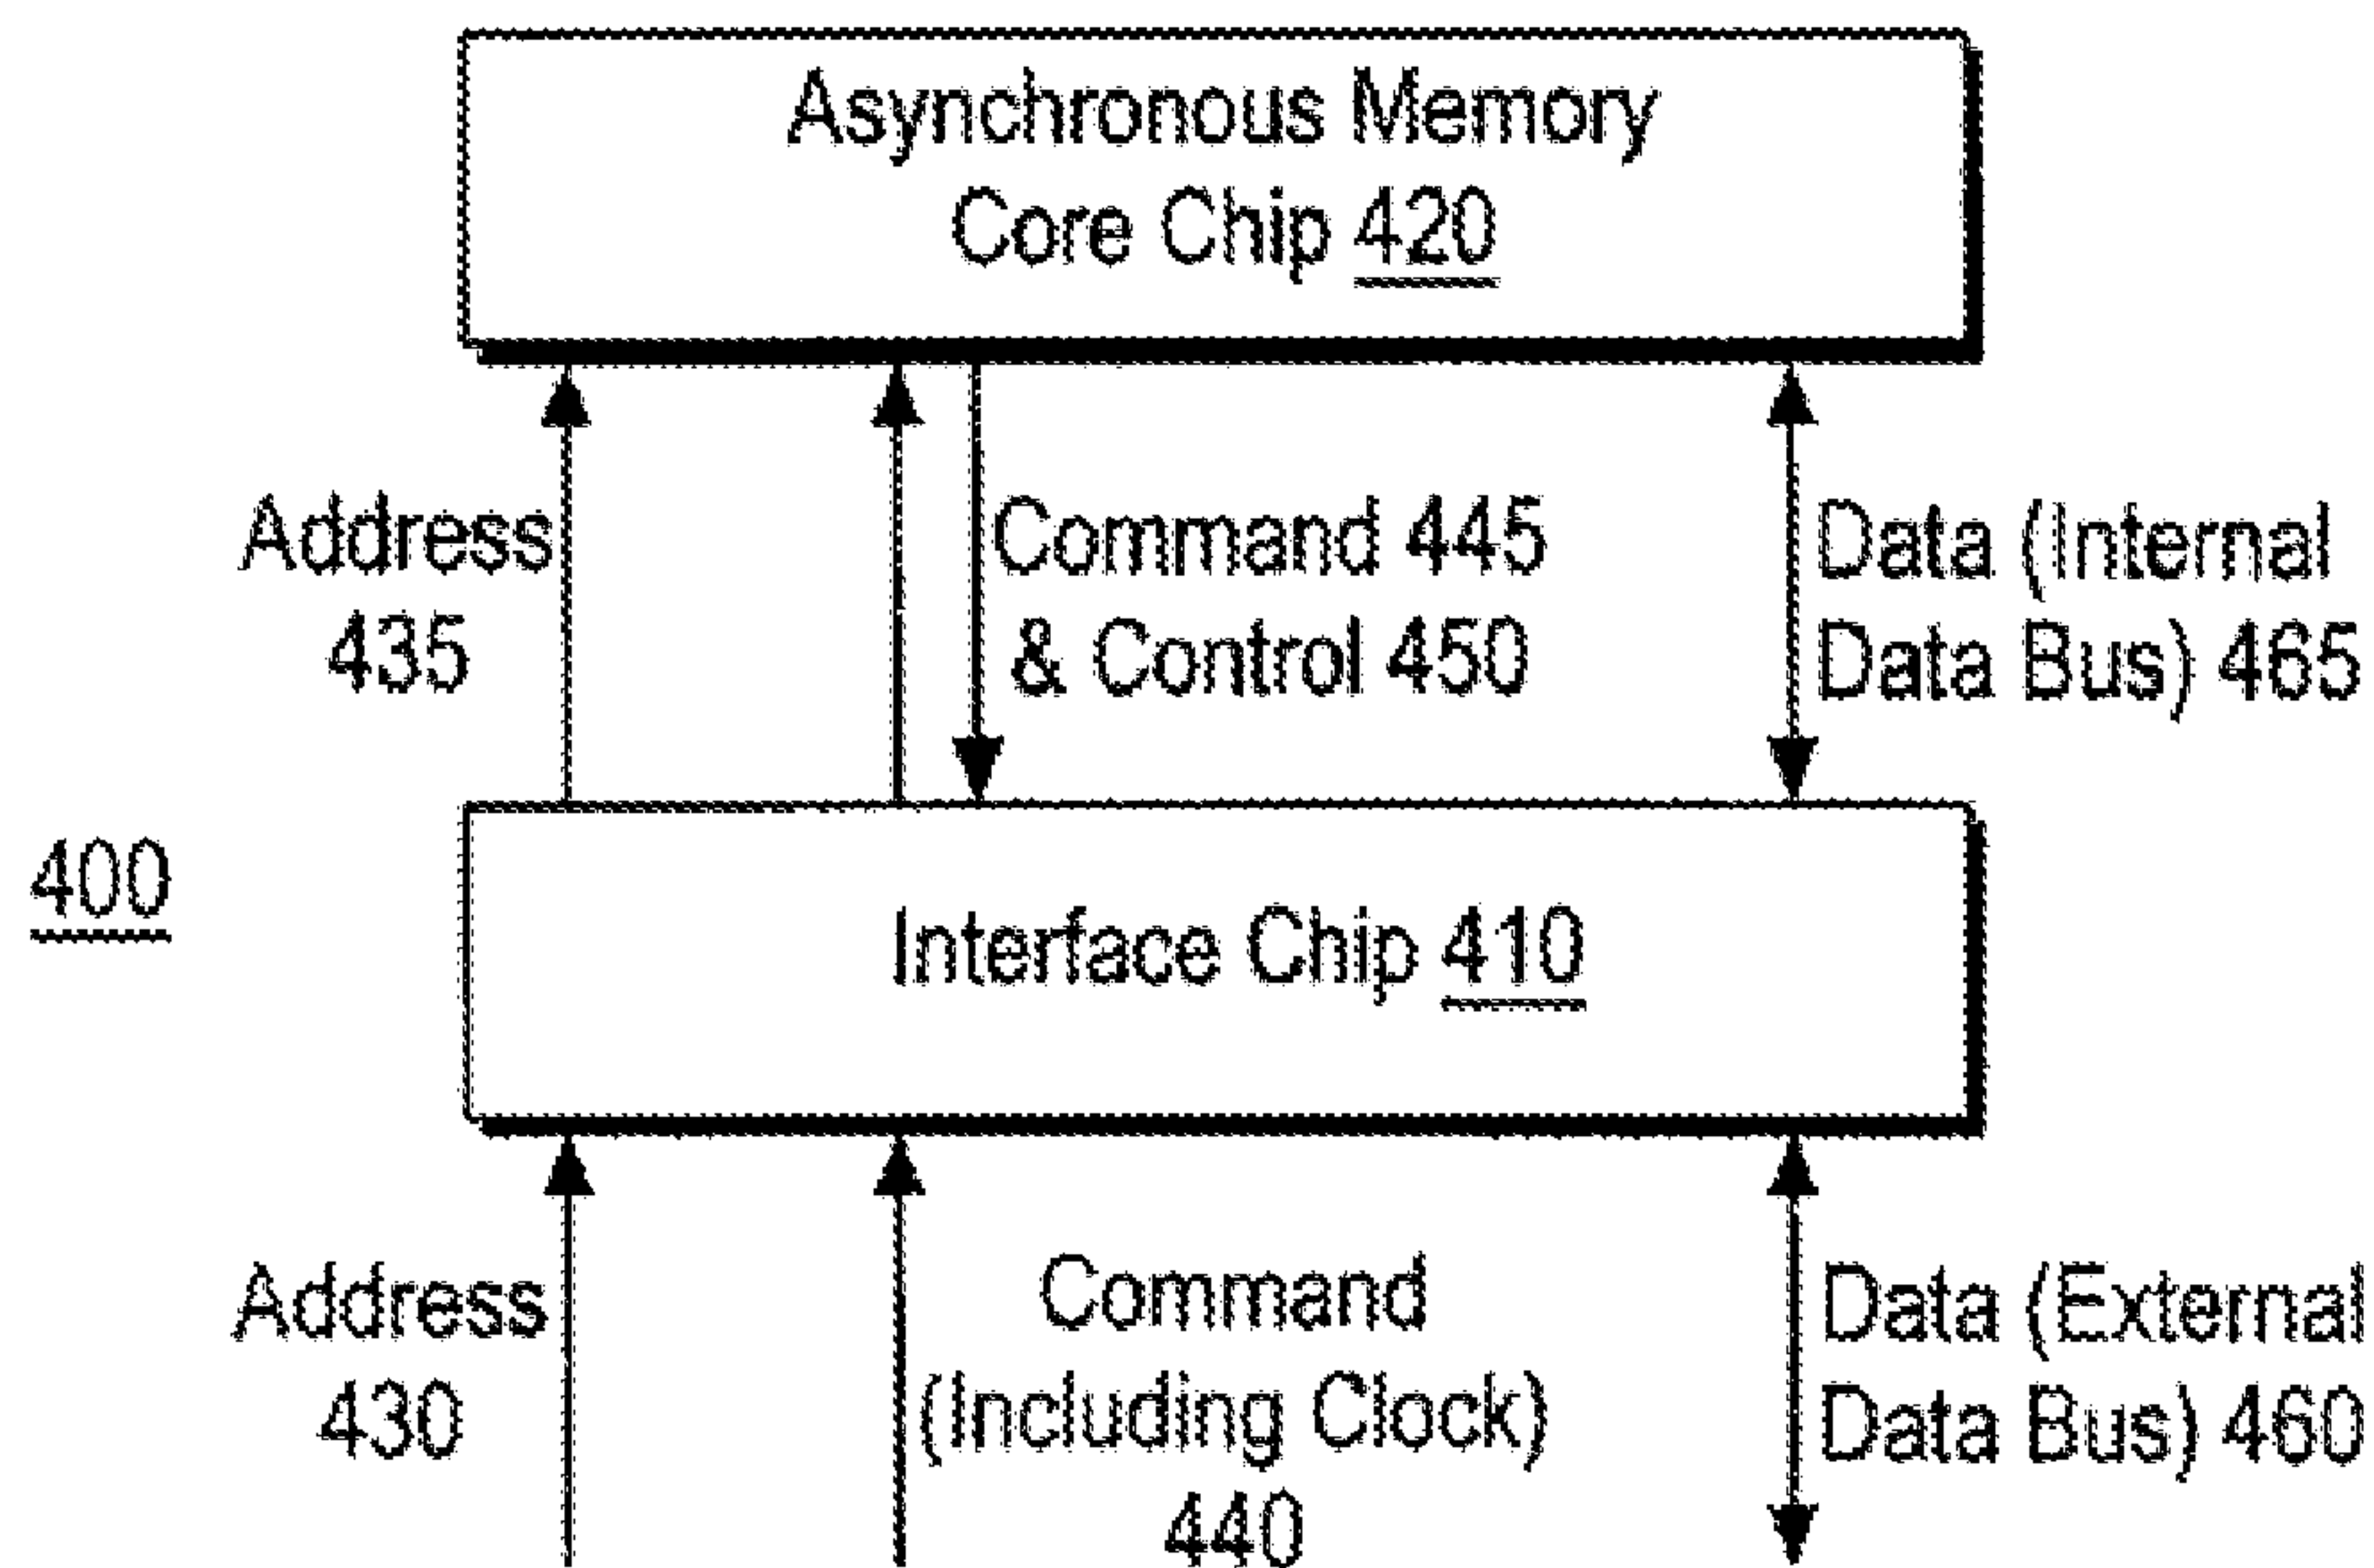 Asynchronous Memory
Core Chip 420
Address
435
Command 445
& Control 450
Data (Internal
Data Bus) 465
400
Interface Chip 410
Address
430
Command
(Including Clock)
440
Data (External
Data Bus) 460